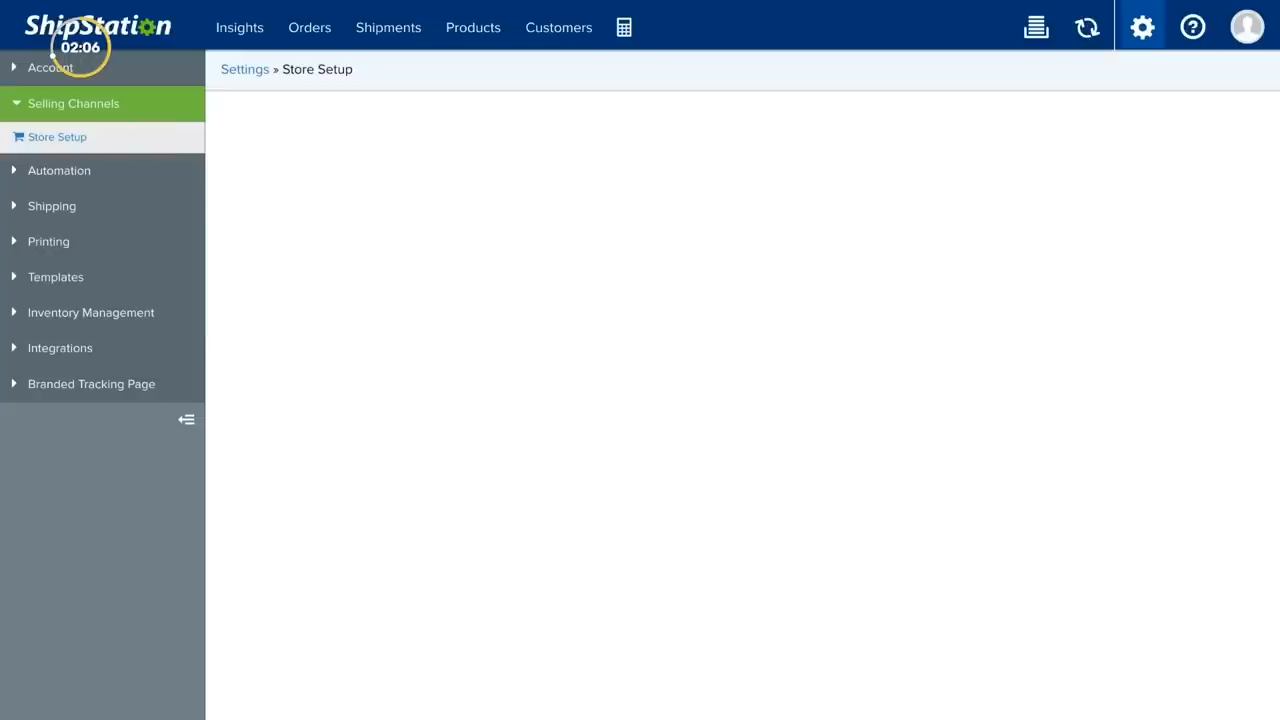 ShipStation
02:06
Insights
Orders
Shipments
Products
Customers
Account
Selling Channels
Store Setup
Automation
Shipping
Printing
Templates
Inventory Management
Integrations
Branded Tracking Page
Settings » Store Setup